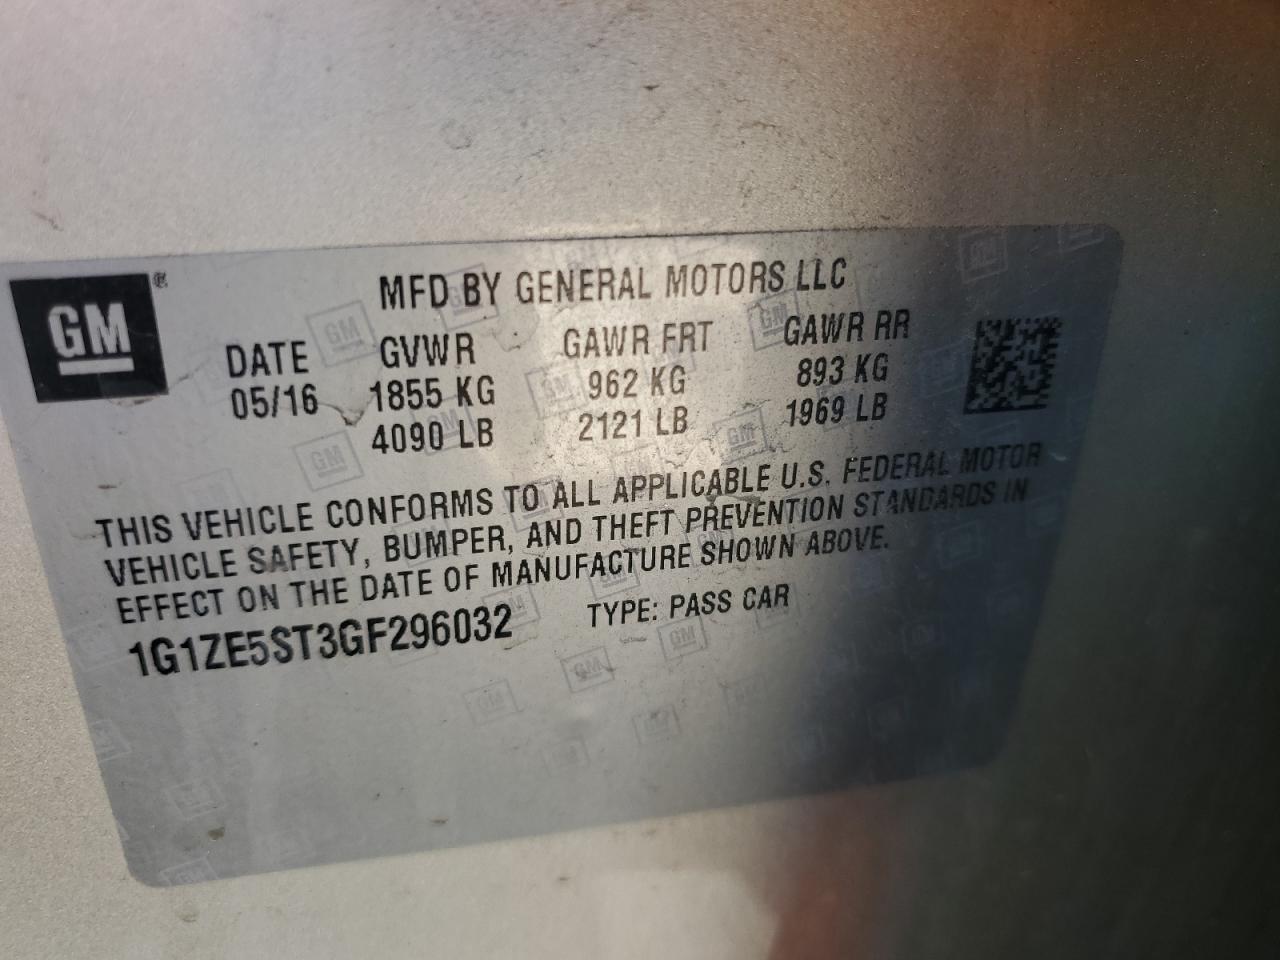 GM®
MFD BY GENERAL MOTORS LLC
DATE GVWR GAWR FRT GAWR RR
05/16 1855 KG 962 KG 893 KG
4090 LB 2121 LB 1969 LB
THIS VEHICLE CONFORMS TO ALL APPLICABLE U.S. FEDERAL MOTOR
VEHICLE SAFETY, BUMPER, AND THEFT PREVENTION STANDARDS IN
EFFECT ON THE DATE OF MANUFACTURE SHOWN ABOVE.
1G1ZE5ST3GF296032 TYPE: PASS CAR